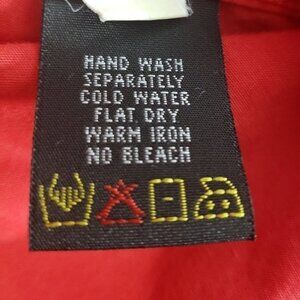 HAND WASH
SEPARATELY
COLD WATER
FLAT DRY
WARM IRON
NO BLEACH